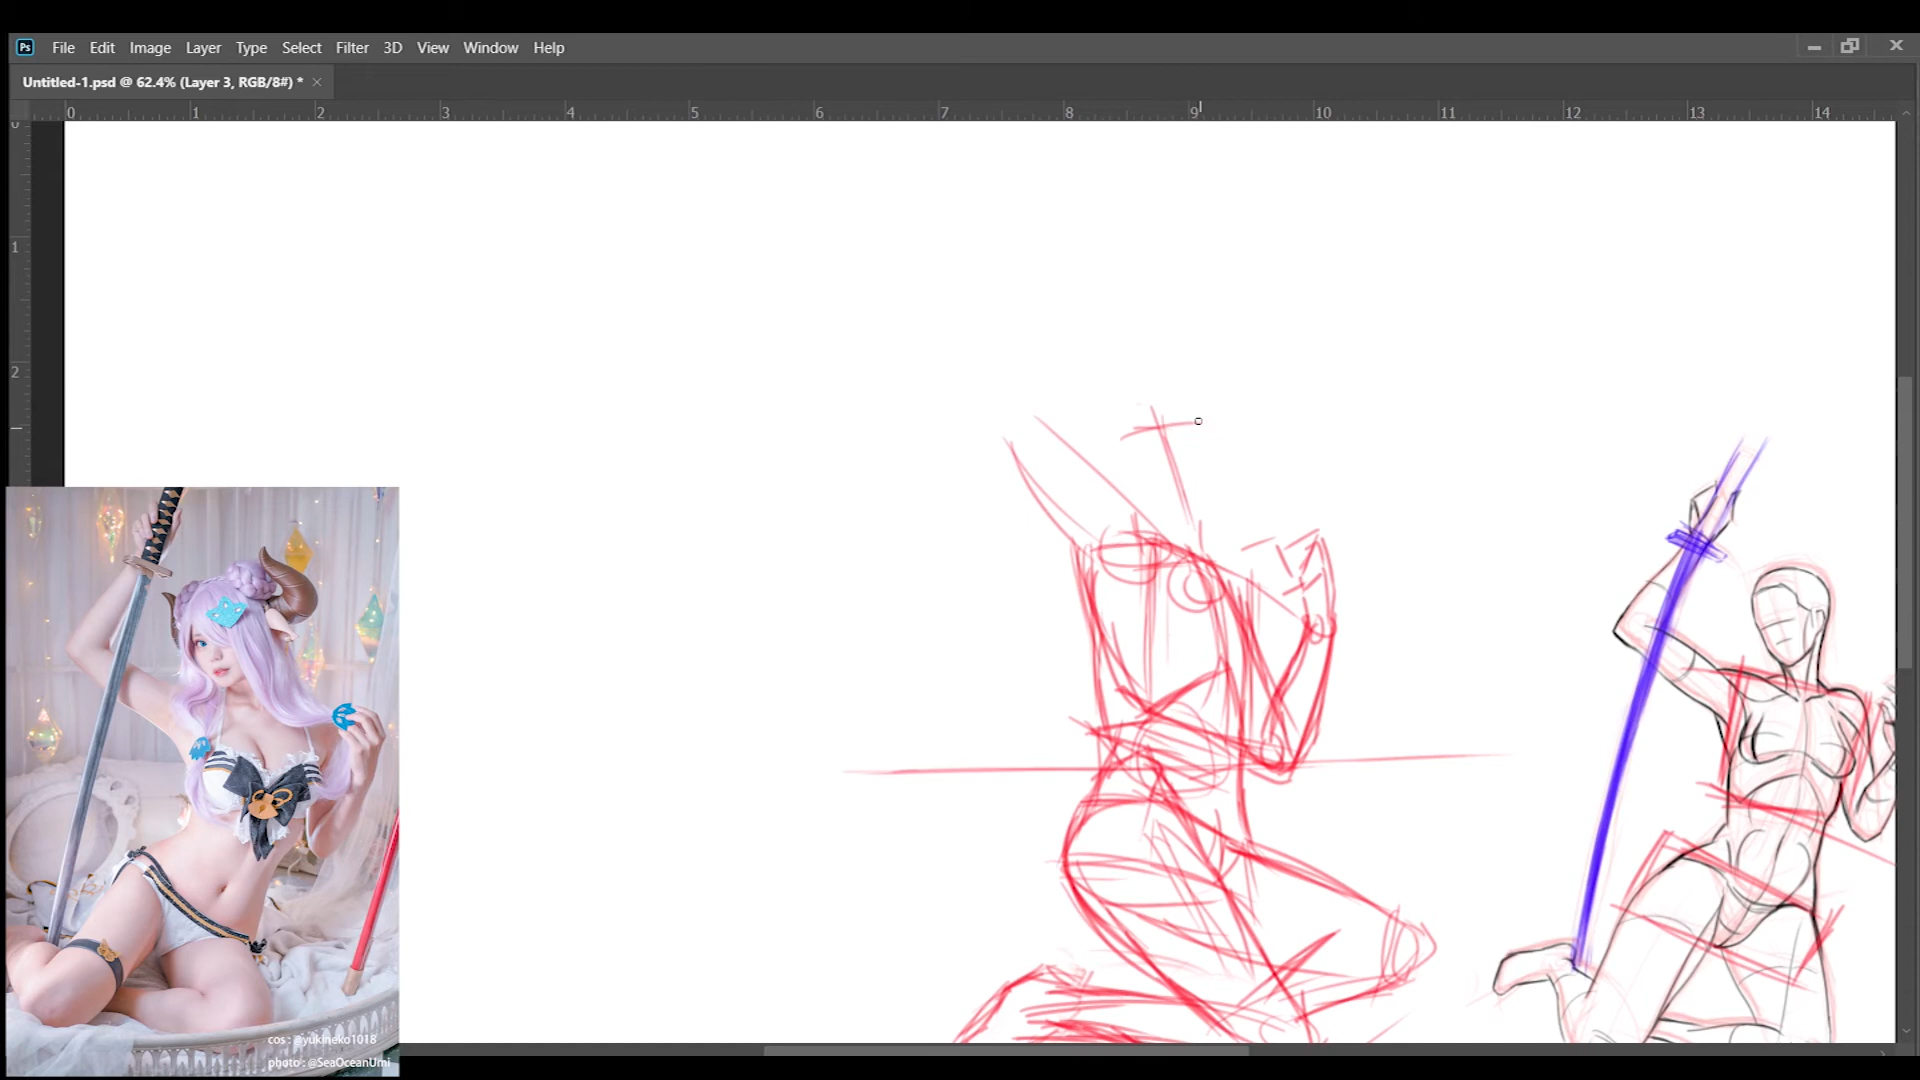 Ps File Edit Image Layer Type Select Filter 3D View Window Help
Untitled-1.psd @ 62.4% (Layer 3, RGB/8#) * ×
0 1 2 3 4 5 6 7 8 9 10 11 12 13 14
0
1
2
cos : @yukineko1018
photo : @SeaOceanUmi